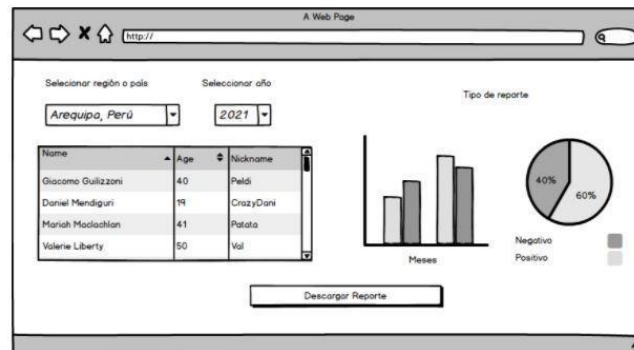 A Web Page
http://
Selecionar región o país
Seleccionar año
Tipo de reporte
Arequipa, Perú
2021
Name Age Nickname
Giacomo Guilizzoni 40 Peldi
Daniel Mendiguri 19 CrazyDani
Mariah Maclachlan 41 Patata
Valerie Liberty 50 Val
40%
60%
Meses
Negativo
Positivo
Descargar Reporte